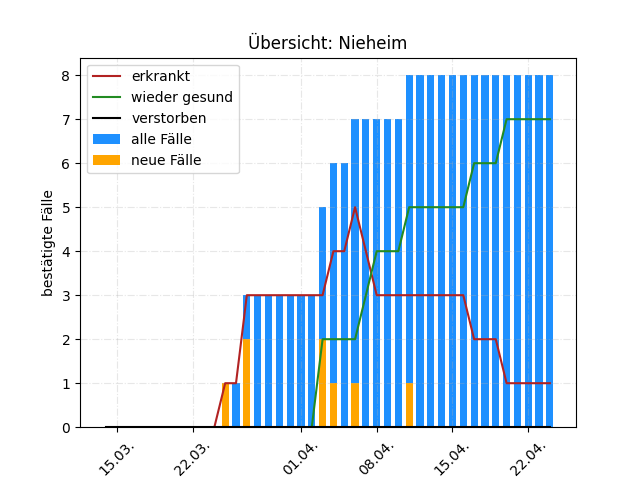 Übersicht: Nieheim
erkrankt
wieder gesund
verstorben
alle Fälle
neue Fälle
bestätigte Fälle
8
7
6
5
4
3
2
1
0
15.03.
22.03.
01.04.
08.04.
15.04.
22.04.